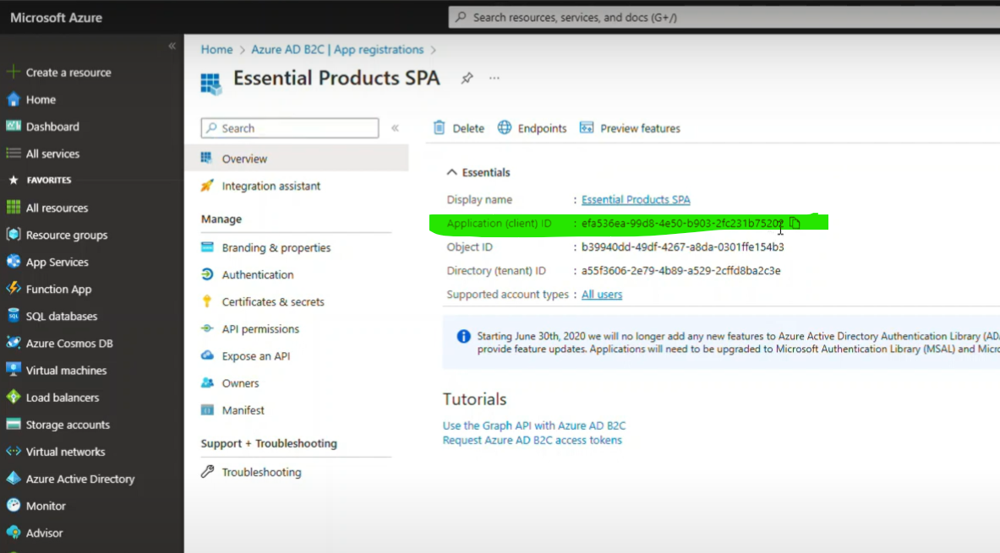 Microsoft Azure
Search resources, services, and docs (G+/)
«
Create a resource
Home
Dashboard
All services
FAVORITES
All resources
Resource groups
App Services
Function App
SQL databases
Azure Cosmos DB
Virtual machines
Load balancers
Storage accounts
Virtual networks
Azure Active Directory
Monitor
Advisor
Home > Azure AD B2C | App registrations >
Essential Products SPA ...
Search «
Overview
Integration assistant
Manage
Branding & properties
Authentication
Certificates & secrets
API permissions
Expose an API
Owners
Manifest
Support + Troubleshooting
Troubleshooting
Delete Endpoints Preview features
Essentials
Display name : Essential Products SPA
Application (client) ID : efa536ea-99d8-4e50-b903-2fc231b75202
Object ID : b39940dd-49df-4267-a8da-0301ffe154b3
Directory (tenant) ID : a55f3606-2e79-4b89-a529-2cffd8ba2c3e
Supported account types : All users
Starting June 30th, 2020 we will no longer add any new features to Azure Active Directory Authentication Library (AD
provide feature updates. Applications will need to be upgraded to Microsoft Authentication Library (MSAL) and Micr
Tutorials
Use the Graph API with Azure AD B2C
Request Azure AD B2C access tokens